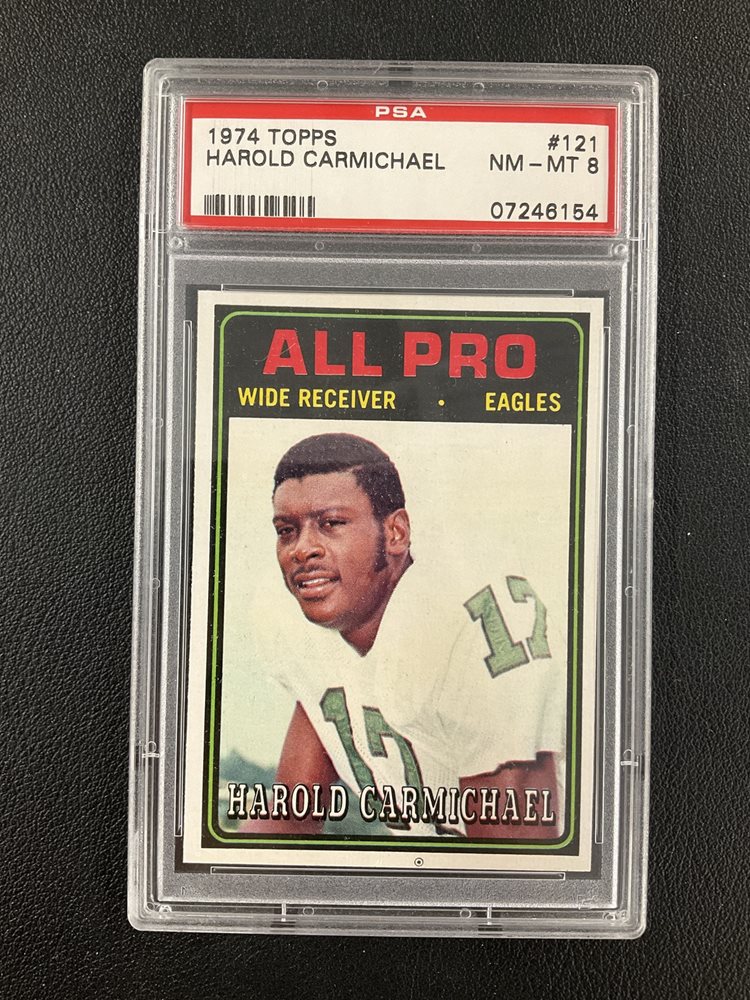 PSA
1974 TOPPS #121
HAROLD CARMICHAEL NM-MT 8
07246154
ALL PRO
WIDE RECEIVER · EAGLES
17
17
HAROLD CARMICHAEL